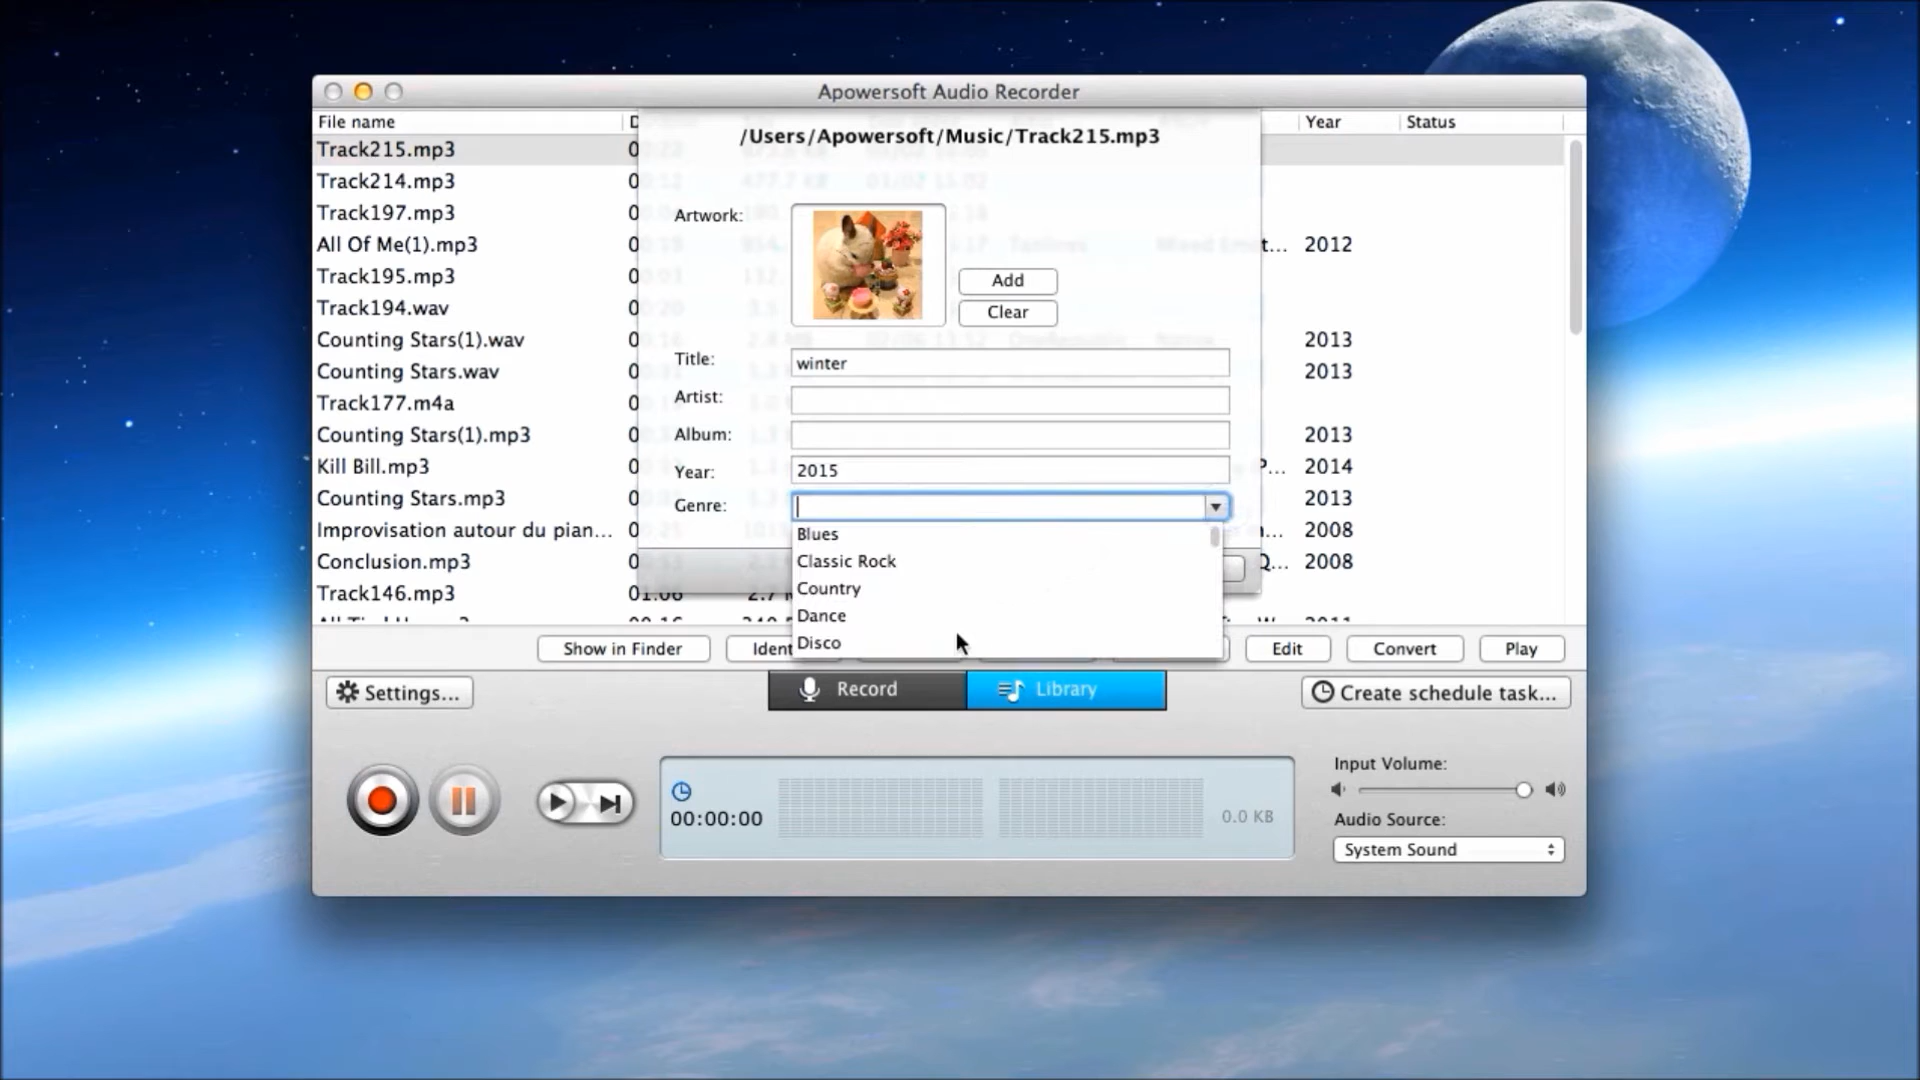 Apowersoft Audio Recorder
File name
Year
Status
/Users/Apowersoft/Music/Track215.mp3
Track215.mp3
Track214.mp3
Track197.mp3
All Of Me(1).mp3
t... 2012
Track195.mp3
Track194.wav
Counting Stars(1).wav
2013
Counting Stars.wav
2013
Track177.m4a
Counting Stars(1).mp3
2013
Kill Bill.mp3
P... 2014
Counting Stars.mp3
2013
Improvisation autour du pian...
2008
Conclusion.mp3
Q... 2008
Track146.mp3
01:06
2.7
Artwork:
Add
Clear
Title:
winter
Artist:
Album:
Year:
2015
Genre:
Blues
Classic Rock
Country
Dance
Disco
Show in Finder
Ident
Edit
Convert
Play
Settings...
Record
Library
Create schedule task...
00:00:00
0.0 KB
Input Volume:
Audio Source:
System Sound